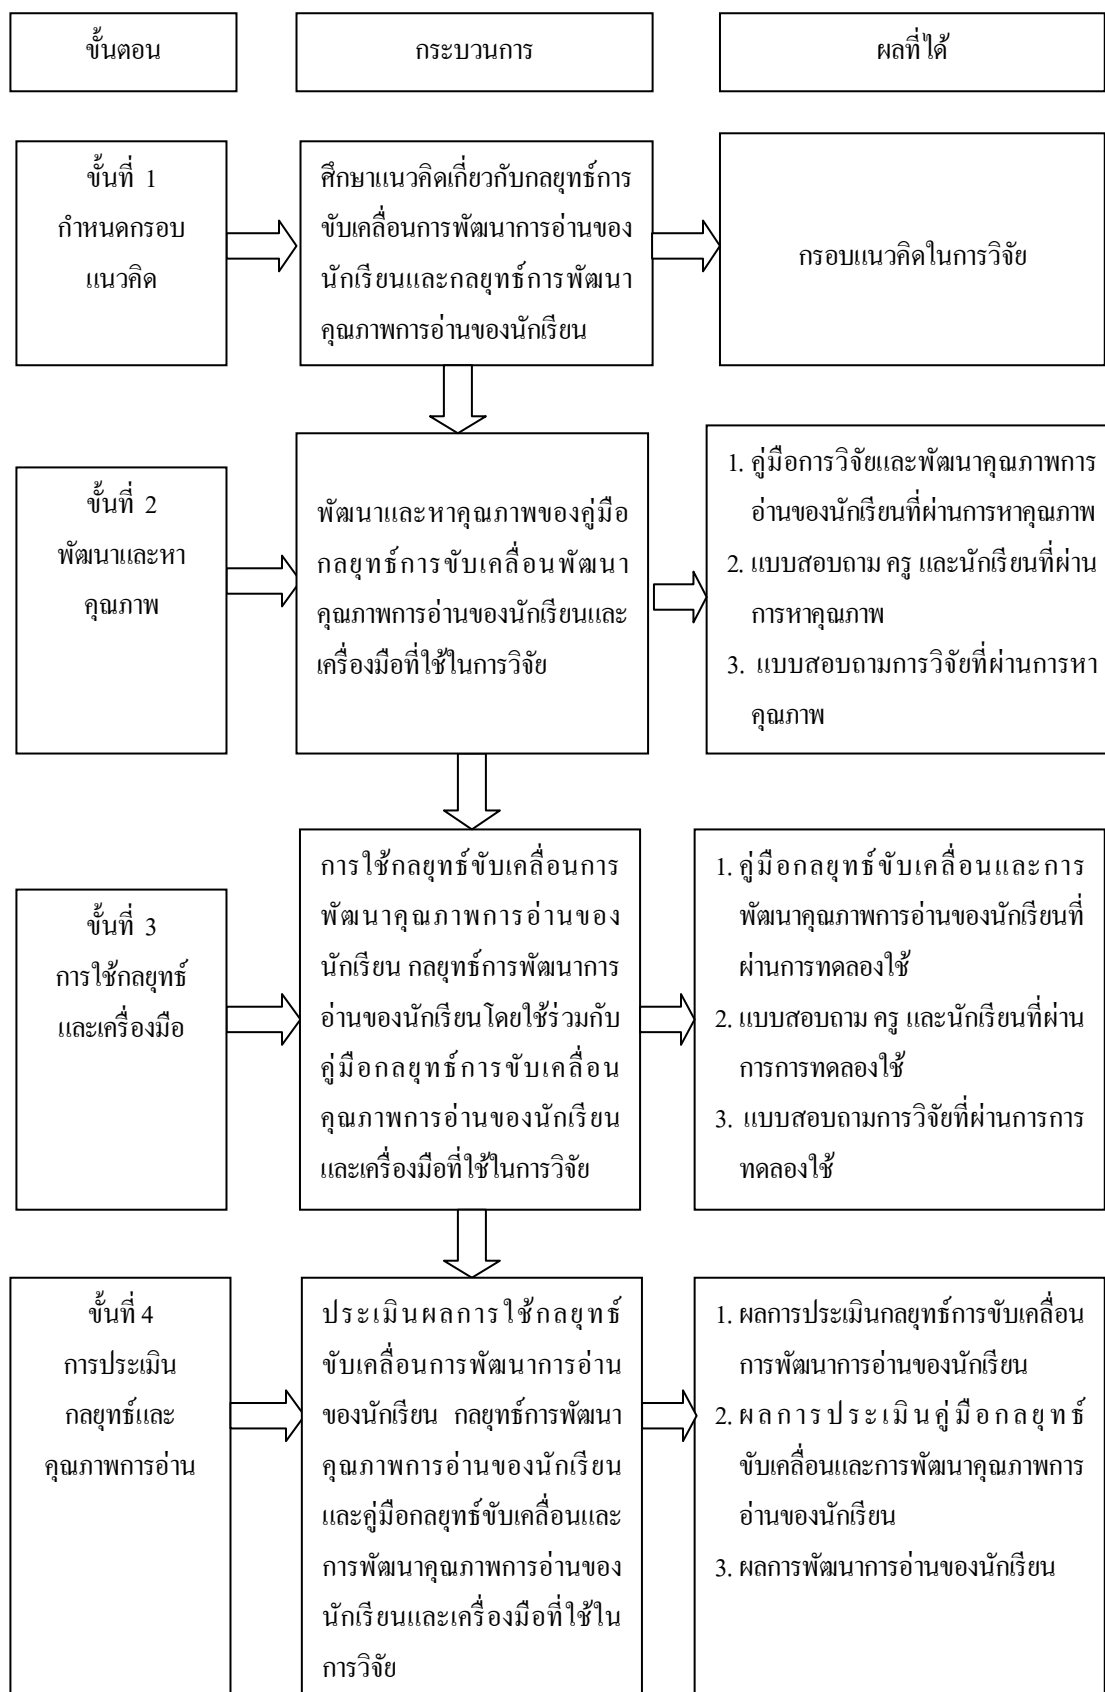 ขั้นตอน
กระบวนการ
ผลที่ได้
ขั้นที่ 1
กำหนดกรอบ
แนวคิด
ศึกษาแนวคิดเกี่ยวกับกลยุทธ์การ
ขับเคลื่อนการพัฒนาการอ่านของ
นักเรียนและกลยุทธ์การพัฒนา
คุณภาพการอ่านของนักเรียน
กรอบแนวคิดในการวิจัย
ขั้นที่ 2
พัฒนาและหา
คุณภาพ
พัฒนาและหาคุณภาพของคู่มือ
กลยุทธ์การขับเคลื่อนพัฒนา
คุณภาพการอ่านของนักเรียนและ
เครื่องมือที่ใช้ในการวิจัย
1. คู่มือการวิจัยและพัฒนาคุณภาพการ
อ่านของนักเรียนที่ผ่านการหาคุณภาพ
2. แบบสอบถาม ครู และนักเรียนที่ผ่าน
การหาคุณภาพ
3. แบบสอบถามการวิจัยที่ผ่านการหา
คุณภาพ
ขั้นที่ 3
การใช้กลยุทธ์
และเครื่องมือ
การใช้กลยุทธ์ขับเคลื่อนการ
พัฒนาคุณภาพการอ่านของ
นักเรียน กลยุทธ์การพัฒนาการ
อ่านของนักเรียนโดยใช้ร่วมกับ
คู่มือกลยุทธ์การขับเคลื่อน
คุณภาพการอ่านของนักเรียน
และเครื่องมือที่ใช้ในการวิจัย
1. คู่มือกลยุทธ์ขับเคลื่อนและการ
พัฒนาคุณภาพการอ่านของนักเรียนที่
ผ่านการทดลองใช้
2. แบบสอบถาม ครู และนักเรียนที่ผ่าน
การการทดลองใช้
3. แบบสอบถามการวิจัยที่ผ่านการการ
ทดลองใช้
ขั้นที่ 4
การประเมิน
กลยุทธ์และ
คุณภาพการอ่าน
ประเมินผลการใช้กลยุทธ์
ขับเคลื่อนการพัฒนาการอ่าน
ของนักเรียน กลยุทธ์การพัฒนา
คุณภาพการอ่านของนักเรียน
และคู่มือกลยุทธ์ขับเคลื่อนและ
การพัฒนาคุณภาพการอ่านของ
นักเรียนและเครื่องมือที่ใช้ใน
การวิจัย
1. ผลการประเมินกลยุทธ์การขับเคลื่อน
การพัฒนาการอ่านของนักเรียน
2. ผลการประเมินคู่มือกลยุทธ์
ขับเคลื่อนและการพัฒนาคุณภาพการ
อ่านของนักเรียน
3. ผลการพัฒนาการอ่านของนักเรียน